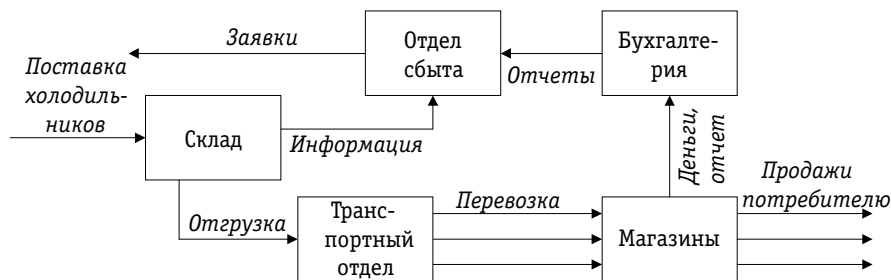 Заявки
Отдел
сбыта
Отчеты
Бухгалте-
рия
Поставка
холодиль-
ников
Склад
Информация
Деньги,
отчет
Отгрузка
Транс-
портный
отдел
Перевозка
Магазины
Продажи
потребителю